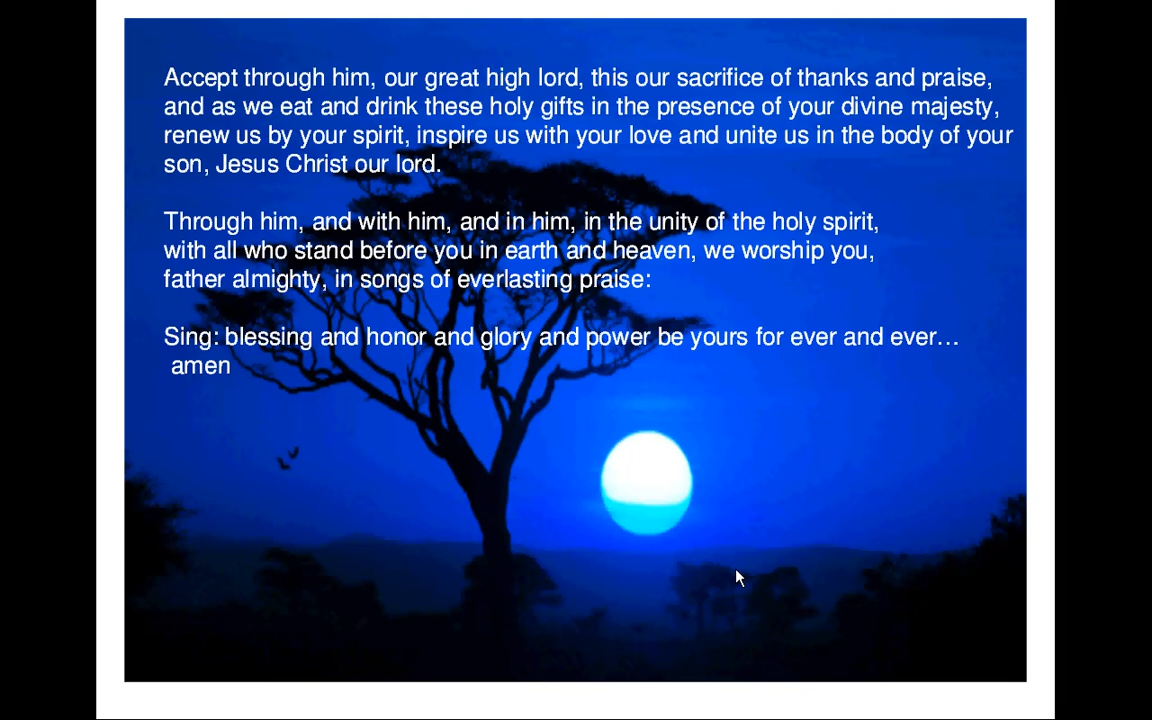 Accept through him, our great high lord, this our sacrifice of thanks and praise,
and as we eat and drink these holy gifts in the presence of your divine majesty,
renew us by your spirit, inspire us with your love and unite us in the body of your
son, Jesus Christ our lord.
Through him, and with him, and in him, in the unity of the holy spirit,
with all who stand before you in earth and heaven, we worship you,
father almighty, in songs of everlasting praise:
Sing: blessing and honor and glory and power be yours for ever and ever…
amen